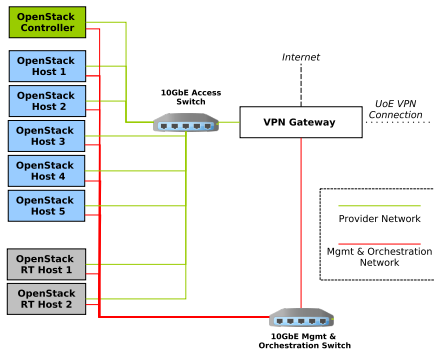 OpenStack
Controller
OpenStack
Host 1
OpenStack
Host 2
OpenStack
Host 3
OpenStack
Host 4
OpenStack
Host 5
OpenStack
RT Host 1
OpenStack
RT Host 2
10GbE Access
Switch
Internet
VPN Gateway
UoE VPN
Connection
Provider Network
Mgmt & Orchestration
Network
10GbE Mgmt &
Orchestration Switch